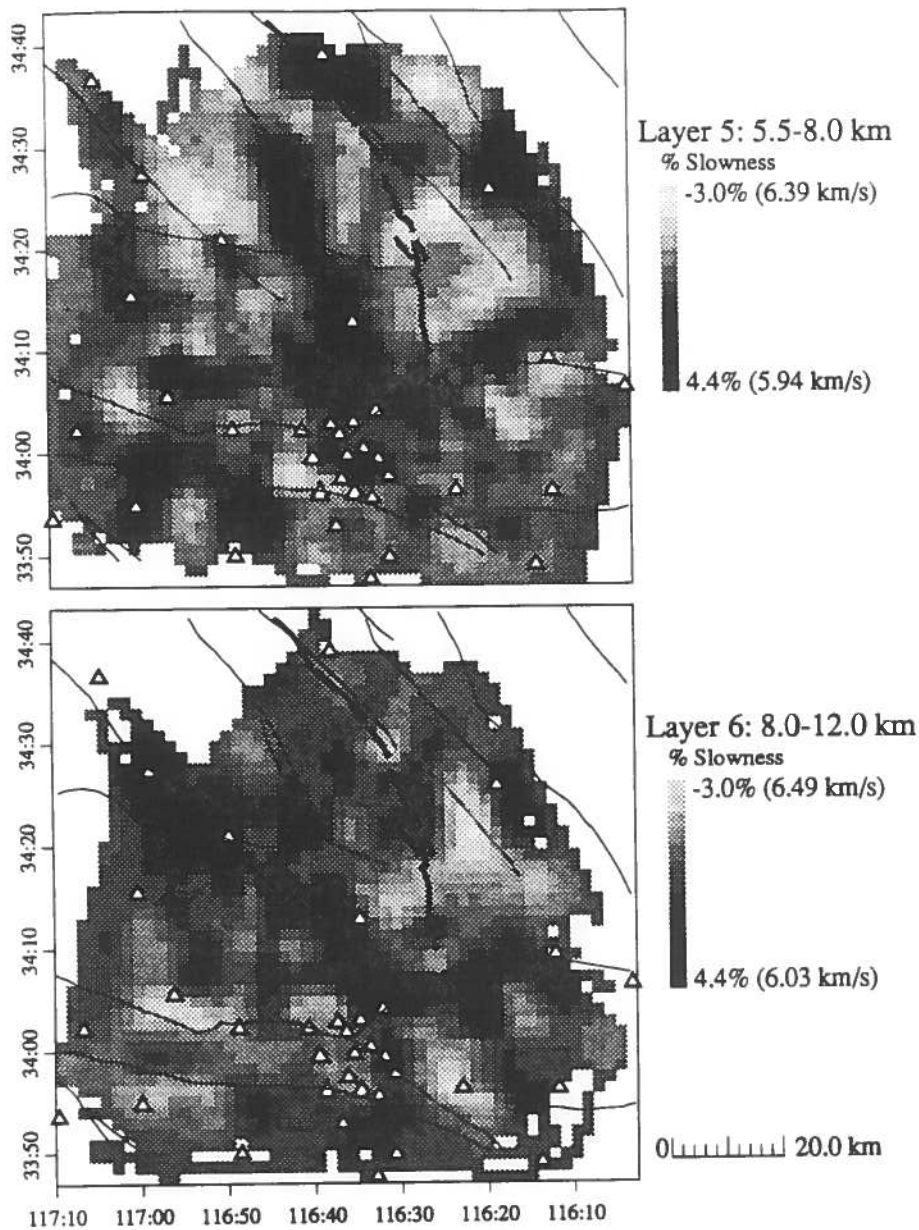 34:40
34:30
34:20
34:10
34:00
33:50
Layer 5: 5.5-8.0 km
% Slowness
-3.0% (6.39 km/s)
4.4% (5.94 km/s)
34:40
34:30
34:20
34:10
34:00
33:50
Layer 6: 8.0-12.0 km
% Slowness
-3.0% (6.49 km/s)
4.4% (6.03 km/s)
0 20.0 km
117:10 117:00 116:50 116:40 116:30 116:20 116:10